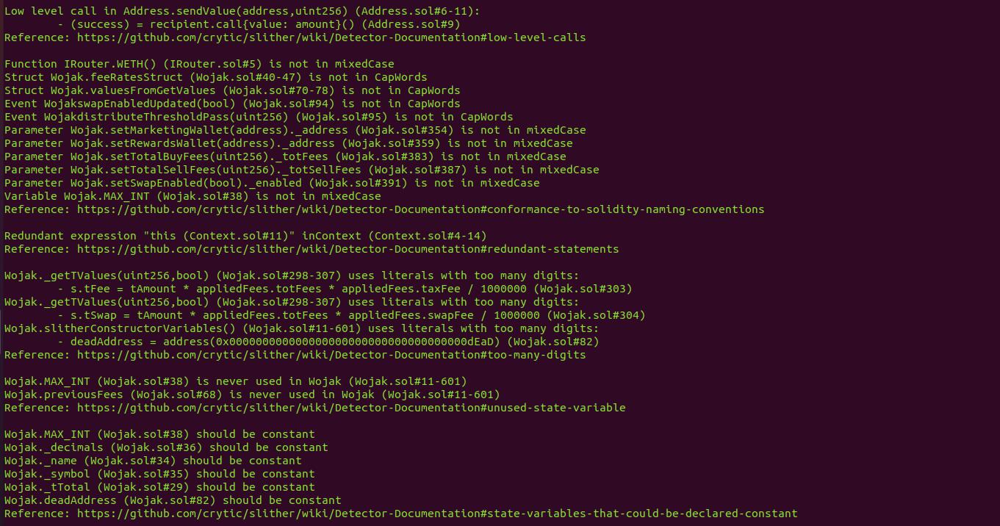 Low level call in Address.sendValue(address,uint256) (Address.sol#6-11):
- (success) = recipient.call{value: amount}() (Address.sol#9)
Reference: https://github.com/crytic/slither/wiki/Detector-Documentation#low-level-calls
Function IRouter.WETH() (IRouter.sol#5) is not in mixedCase
Struct Wojak.feeRatesStruct (Wojak.sol#40-47) is not in CapWords
Struct Wojak.valuesFromGetValues (Wojak.sol#70-78) is not in CapWords
Event WojakswapEnabledUpdated(bool) (Wojak.sol#94) is not in CapWords
Event WojakdistributeThresholdPass(uint256) (Wojak.sol#95) is not in CapWords
Parameter Wojak.setMarketingWallet(address)._address (Wojak.sol#354) is not in mixedCase
Parameter Wojak.setRewardsWallet(address)._address (Wojak.sol#359) is not in mixedCase
Parameter Wojak.setTotalBuyFees(uint256)._totFees (Wojak.sol#383) is not in mixedCase
Parameter Wojak.setTotalSellFees(uint256)._totSellFees (Wojak.sol#387) is not in mixedCase
Parameter Wojak.setSwapEnabled(bool)._enabled (Wojak.sol#391) is not in mixedCase
Variable Wojak.MAX_INT (Wojak.sol#38) is not in mixedCase
Reference: https://github.com/crytic/slither/wiki/Detector-Documentation#conformance-to-solidity-naming-conventions
Redundant expression "this (Context.sol#11)" inContext (Context.sol#4-14)
Reference: https://github.com/crytic/slither/wiki/Detector-Documentation#redundant-statements
Wojak._getTValues(uint256,bool) (Wojak.sol#298-307) uses literals with too many digits:
- s.tFee = tAmount * appliedFees.totFees * appliedFees.taxFee / 1000000 (Wojak.sol#303)
Wojak._getTValues(uint256,bool) (Wojak.sol#298-307) uses literals with too many digits:
- s.tSwap = tAmount * appliedFees.totFees * appliedFees.swapFee / 1000000 (Wojak.sol#304)
Wojak.slitherConstructorVariables() (Wojak.sol#11-601) uses literals with too many digits:
- deadAddress = address(0x000000000000000000000000000000000000dEaD) (Wojak.sol#82)
Reference: https://github.com/crytic/slither/wiki/Detector-Documentation#too-many-digits
Wojak.MAX_INT (Wojak.sol#38) is never used in Wojak (Wojak.sol#11-601)
Wojak.previousFees (Wojak.sol#68) is never used in Wojak (Wojak.sol#11-601)
Reference: https://github.com/crytic/slither/wiki/Detector-Documentation#unused-state-variable
Wojak.MAX_INT (Wojak.sol#38) should be constant
Wojak._decimals (Wojak.sol#36) should be constant
Wojak._name (Wojak.sol#34) should be constant
Wojak._symbol (Wojak.sol#35) should be constant
Wojak._tTotal (Wojak.sol#29) should be constant
Wojak.deadAddress (Wojak.sol#82) should be constant
Reference: https://github.com/crytic/slither/wiki/Detector-Documentation#state-variables-that-could-be-declared-constant